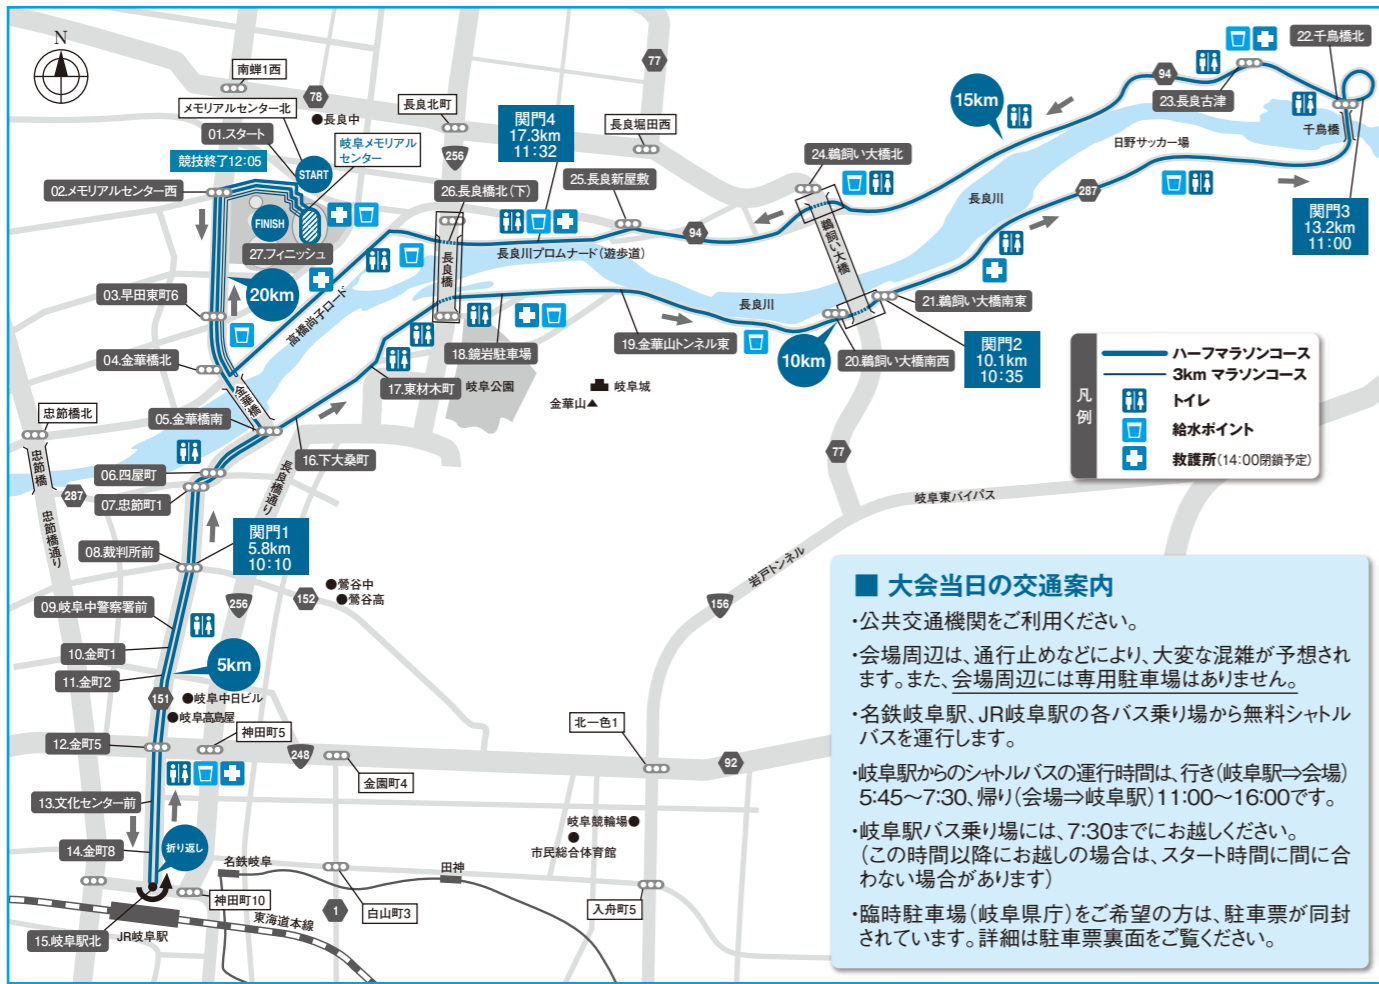 N
南蝉1西
78
メモリアルセンター北
長良中
01.スタート
岐阜メモリアル
センター
競技終了12:05
START
02.メモリアルセンター西
FINISH
27.フィニッシュ
20km
03.早田東町6
高橋尚子ロード
04.金華橋北
金華橋
05.金華橋南
忠節橋北
忠節橋
287
忠節橋通り
06.四屋町
07.忠節町1
長良橋通り
16.下大桑町
08.裁判所前
関門1
5.8km
10:10
鶯谷中
鶯谷高
152
256
09.岐阜中警察署前
10.金町1
5km
11.金町2
151
岐阜中日ビル
岐阜高島屋
12.金町5
神田町5
248
金園町4
13.文化センター前
14.金町8
折り返し
名鉄岐阜
田神
神田町10
東海道本線
1
白山町3
15.岐阜駅北
JR岐阜駅
長良北町
256
関門4
17.3km
11:32
77
長良堀田西
26.長良橋北(下)
25.長良新屋敷
94
長良橋
長良川プロムナード(遊歩道)
長良川
18.鏡岩駐車場
19.金華山トンネル東
17.東材木町
岐阜公園
岐阜城
金華山
10km
20.鵜飼い大橋南西
21.鵜飼い大橋南東
関門2
10.1km
10:35
24.鵜飼い大橋北
鵜飼い大橋
15km
94
23.長良古津
22.千鳥橋北
千鳥橋
日野サッカー場
長良川
287
関門3
13.2km
11:00
凡例
ハーフマラソンコース
3km マラソンコース
トイレ
給水ポイント
救護所(14:00閉鎖予定)
77
岐阜東バイパス
岩戸トンネル
156
北一色1
92
岐阜競輪場
市民総合体育館
入舟町5
■ 大会当日の交通案内
・公共交通機関をご利用ください。
・会場周辺は、通行止めなどにより、大変な混雑が予想され
ます。また、会場周辺には専用駐車場はありません。
・名鉄岐阜駅、JR岐阜駅の各バス乗り場から無料シャトル
バスを運行します。
・岐阜駅からのシャトルバスの運行時間は、行き(岐阜駅⇒会場)
5:45〜7:30、帰り(会場⇒岐阜駅)11:00〜16:00です。
・岐阜駅バス乗り場には、7:30までにお越しください。
(この時間以降にお越しの場合は、スタート時間に間に合
わない場合があります)
・臨時駐車場(岐阜県庁)をご希望の方は、駐車票が同封
されています。詳細は駐車票裏面をご覧ください。